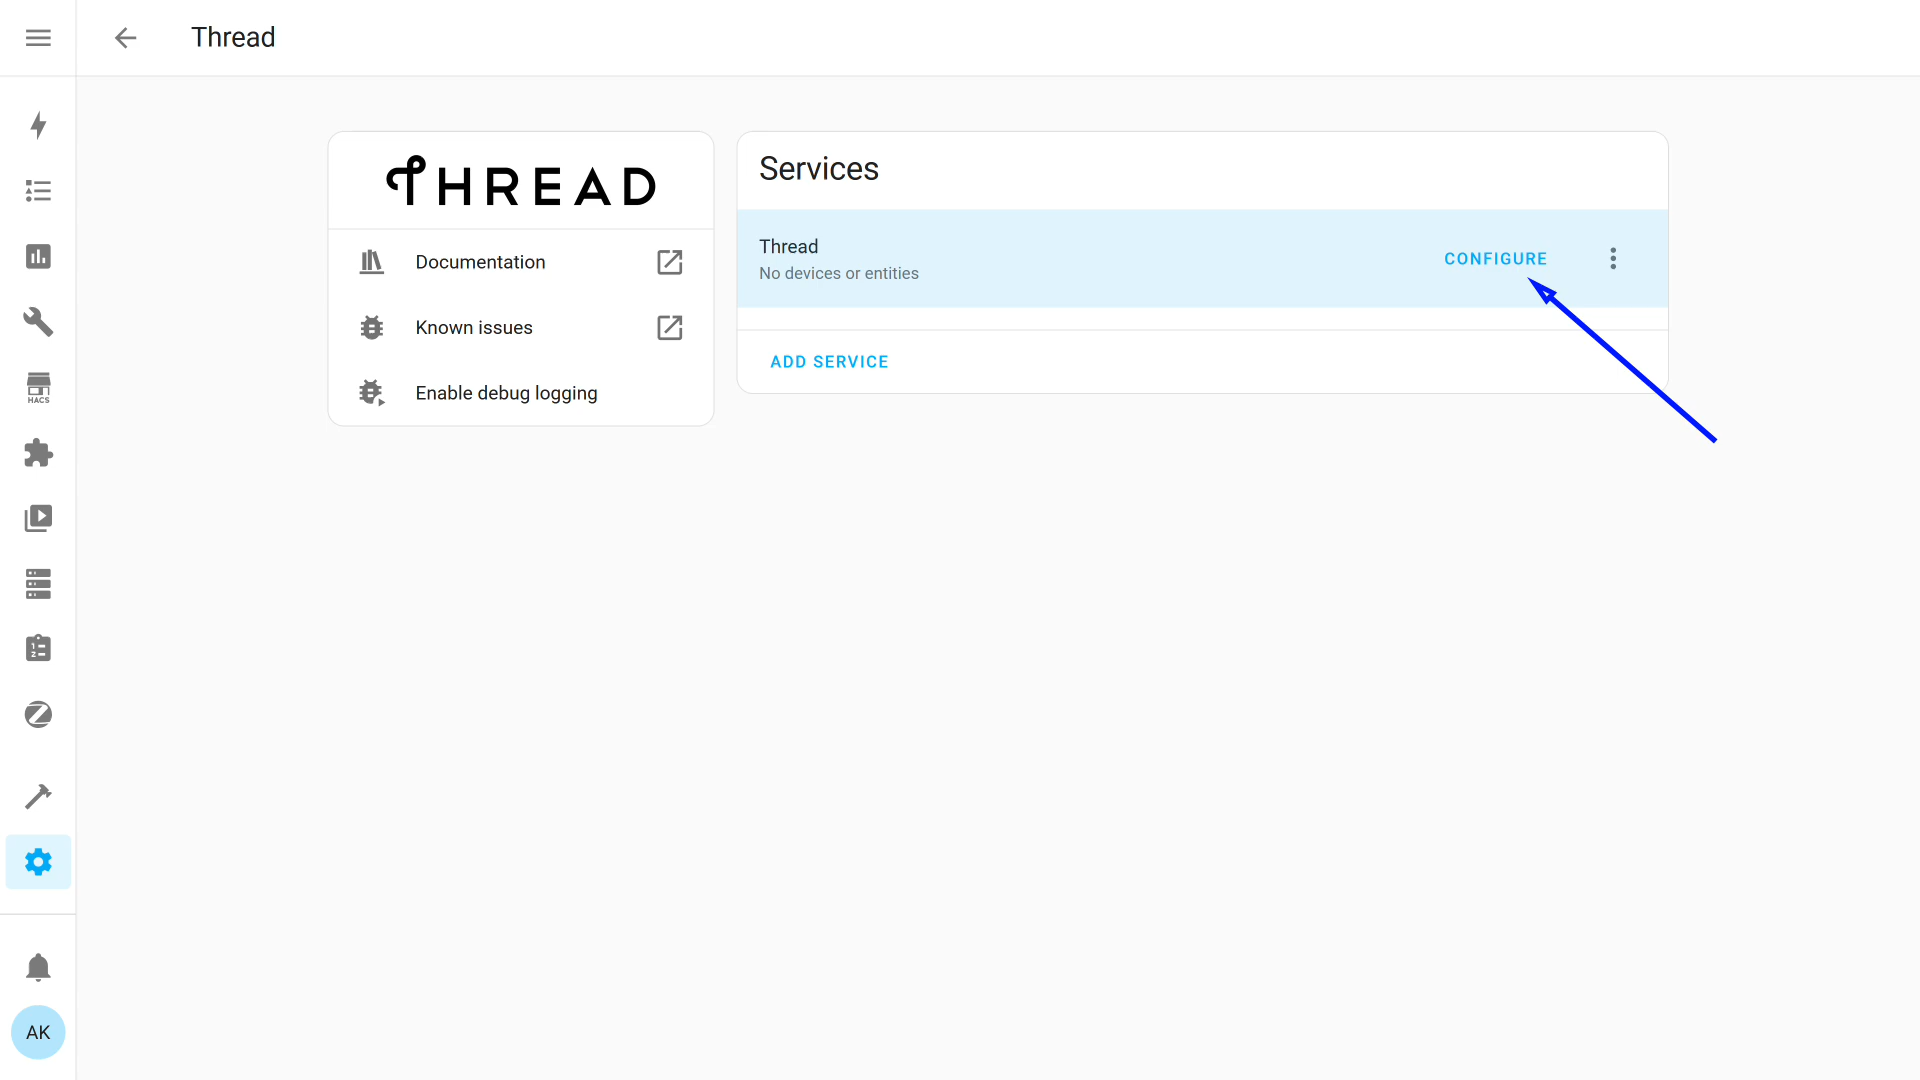 Thread
THREAD
Documentation
Known issues
Enable debug logging
Services
Thread
No devices or entities
CONFIGURE
ADD SERVICE
HACS
AK